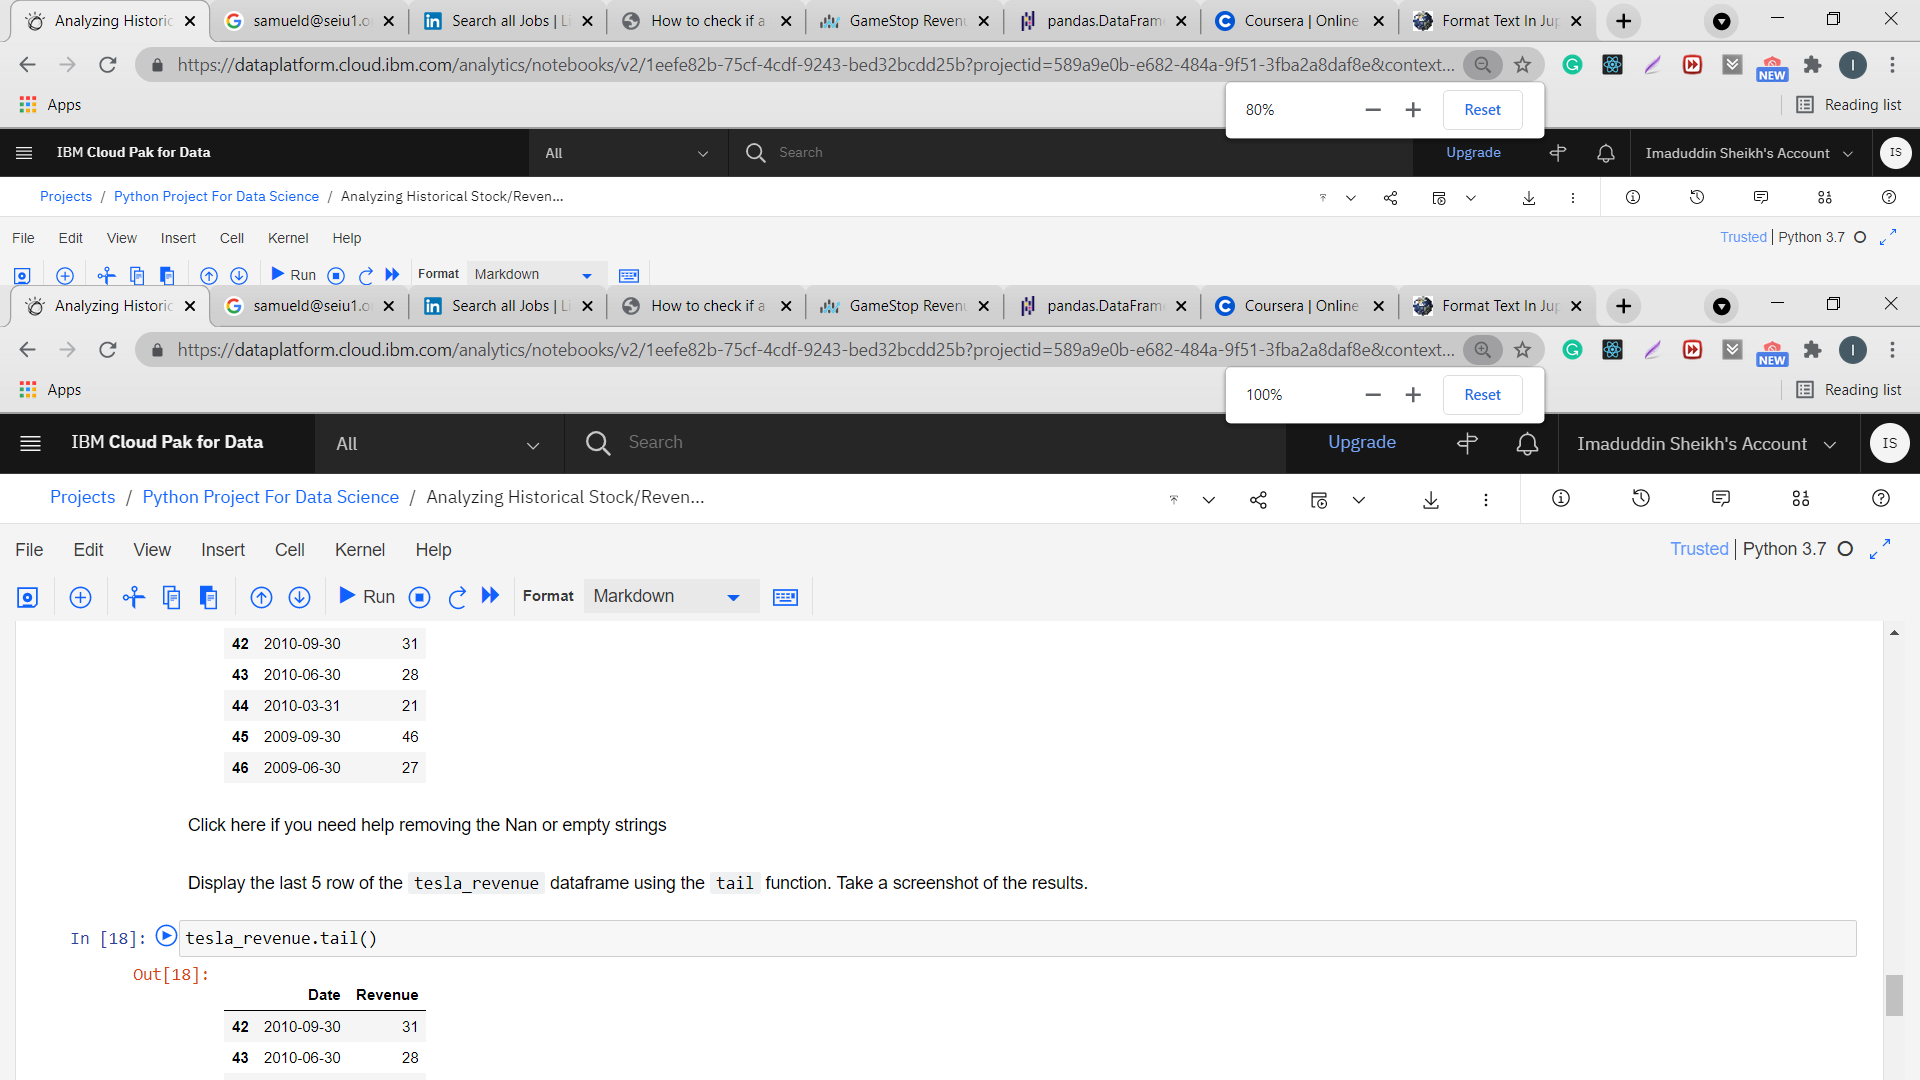 Analyzing Historic samueld@seiu1.o Search all Jobs | Li How to check if a GameStop Revenu pandas.DataFrame Coursera | Online Format Text In Jup
https://dataplatform.cloud.ibm.com/analytics/notebooks/v2/1eefe82b-75cf-4cdf-9243-bed32bcdd25b?projectid=589a9e0b-e682-484a-9f51-3fba2a8daf8e&context... NEW I
Apps Reading list
80% Reset
IBM Cloud Pak for Data All Search Upgrade Imaduddin Sheikh's Account IS
Projects / Python Project For Data Science / Analyzing Historical Stock/Reven...
File Edit View Insert Cell Kernel Help Trusted | Python 3.7
Run Format Markdown
Analyzing Historic samueld@seiu1.o Search all Jobs | Li How to check if a GameStop Revenu pandas.DataFrame Coursera | Online Format Text In Jup
https://dataplatform.cloud.ibm.com/analytics/notebooks/v2/1eefe82b-75cf-4cdf-9243-bed32bcdd25b?projectid=589a9e0b-e682-484a-9f51-3fba2a8daf8e&context... NEW I
Apps Reading list
100% Reset
IBM Cloud Pak for Data All Search Upgrade Imaduddin Sheikh's Account IS
Projects / Python Project For Data Science / Analyzing Historical Stock/Reven...
File Edit View Insert Cell Kernel Help Trusted | Python 3.7
Run Format Markdown
42 2010-09-30 31
43 2010-06-30 28
44 2010-03-31 21
45 2009-09-30 46
46 2009-06-30 27
Click here if you need help removing the Nan or empty strings
Display the last 5 row of the tesla_revenue dataframe using the tail function. Take a screenshot of the results.
In [18]: tesla_revenue.tail()
Out[18]:
Date Revenue
42 2010-09-30 31
43 2010-06-30 28